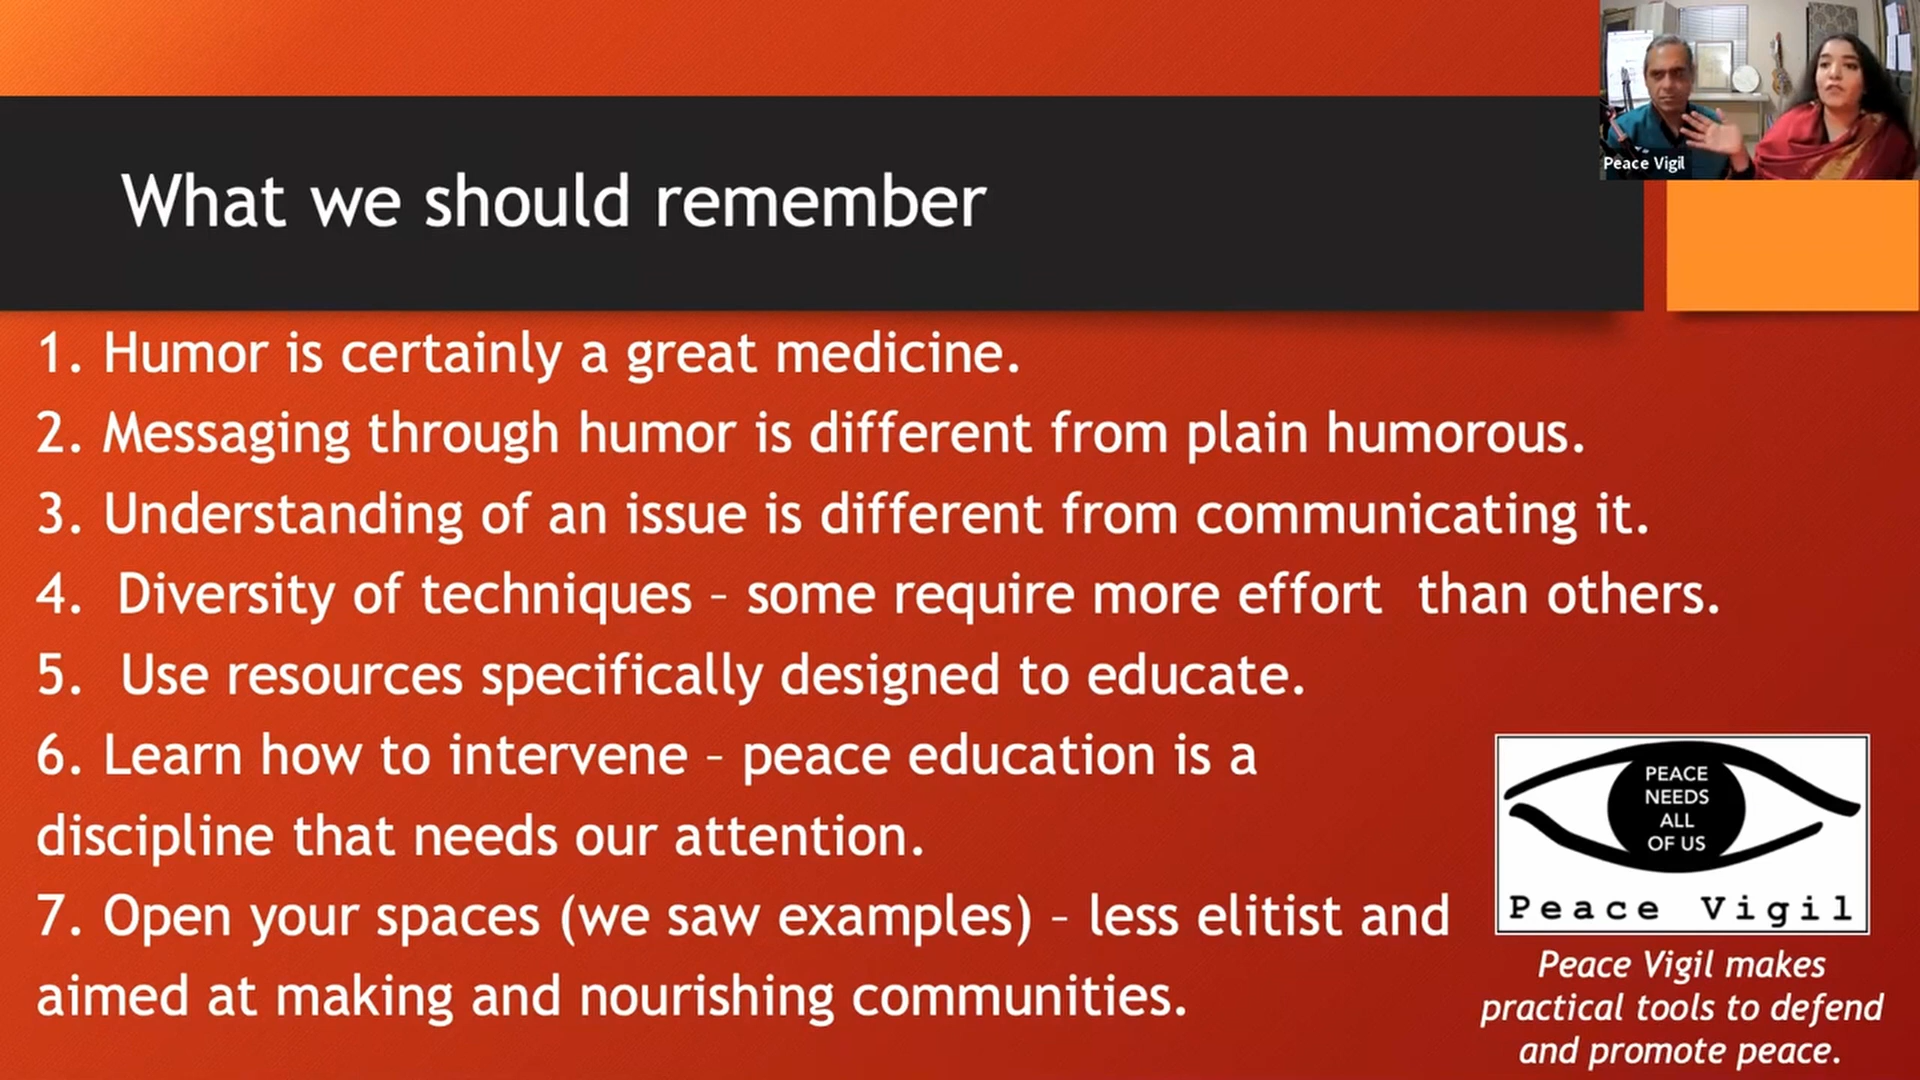 Peace Vigil
What we should remember
1. Humor is certainly a great medicine.
2. Messaging through humor is different from plain humorous.
3. Understanding of an issue is different from communicating it.
4. Diversity of techniques – some require more effort than others.
5. Use resources specifically designed to educate.
6. Learn how to intervene – peace education is a
discipline that needs our attention.
7. Open your spaces (we saw examples) – less elitist and
aimed at making and nourishing communities.
PEACE
NEEDS
ALL
OF US
Peace Vigil
Peace Vigil makes
practical tools to defend
and promote peace.